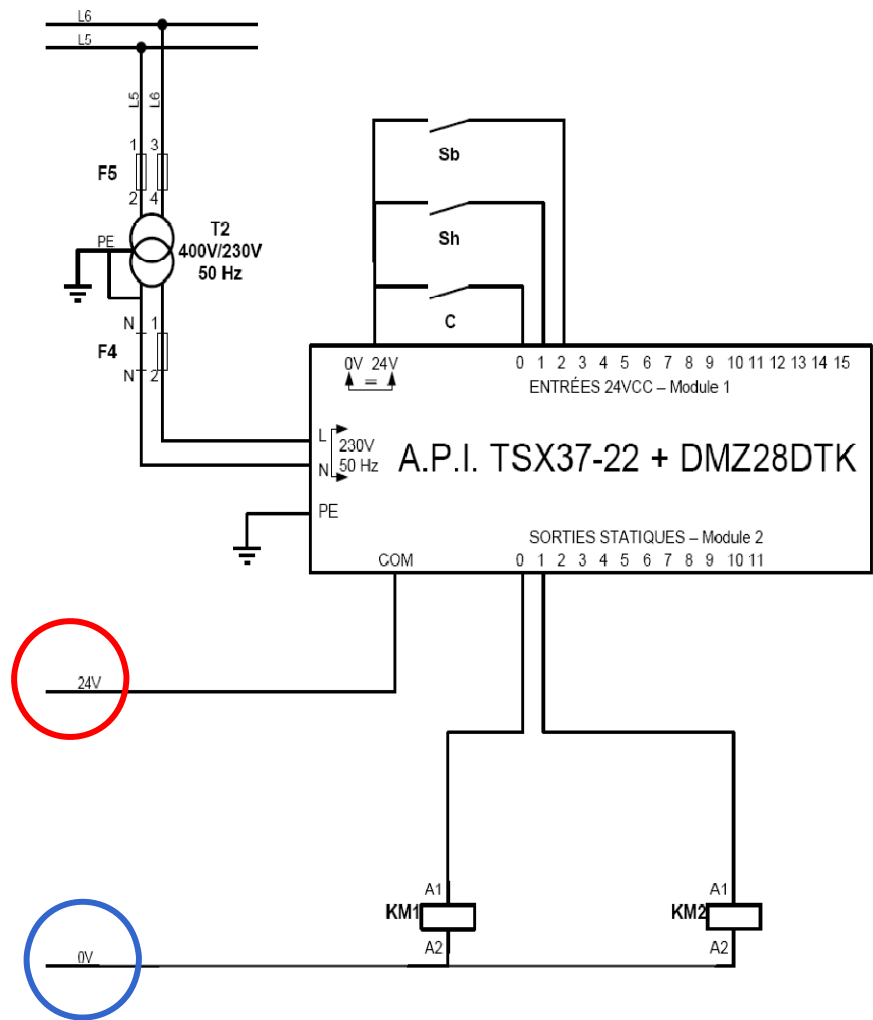 L6
L5
L5 L6
1 3
F5
2 4
T2
400V/230V
50 Hz
PE
N 1
F4
N 2
Sb
Sh
C
0V 24V
=
0 1 2 3 4 5 6 7 8 9 10 11 12 13 14 15
ENTRÉES 24VCC – Module 1
L
230V
N
50 Hz
A.P.I. TSX37-22 + DMZ28DTK
PE
SORTIES STATIQUES – Module 2
COM
0 1 2 3 4 5 6 7 8 9 10 11
24V
A1
KM1
A2
A1
KM2
A2
0V